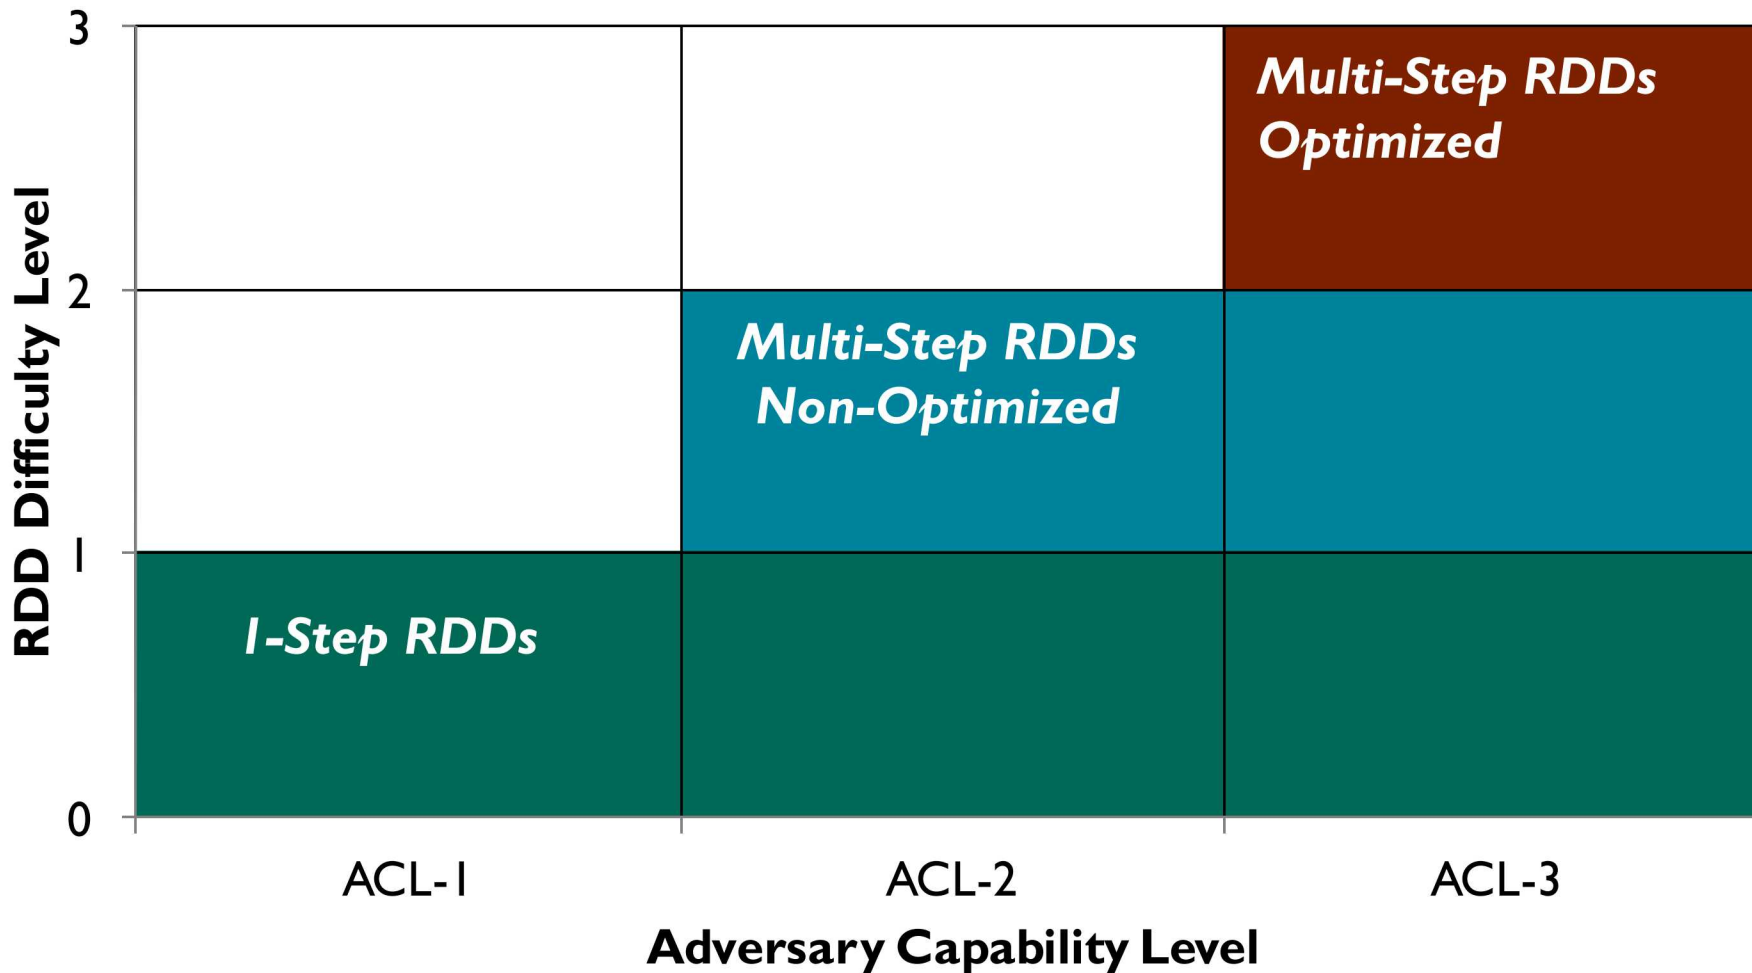 3
Multi-Step RDDs
Optimized
2
Multi-Step RDDs
Non-Optimized
1
1-Step RDDs
0
RDD Difficulty Level
ACL-1 ACL-2 ACL-3
Adversary Capability Level